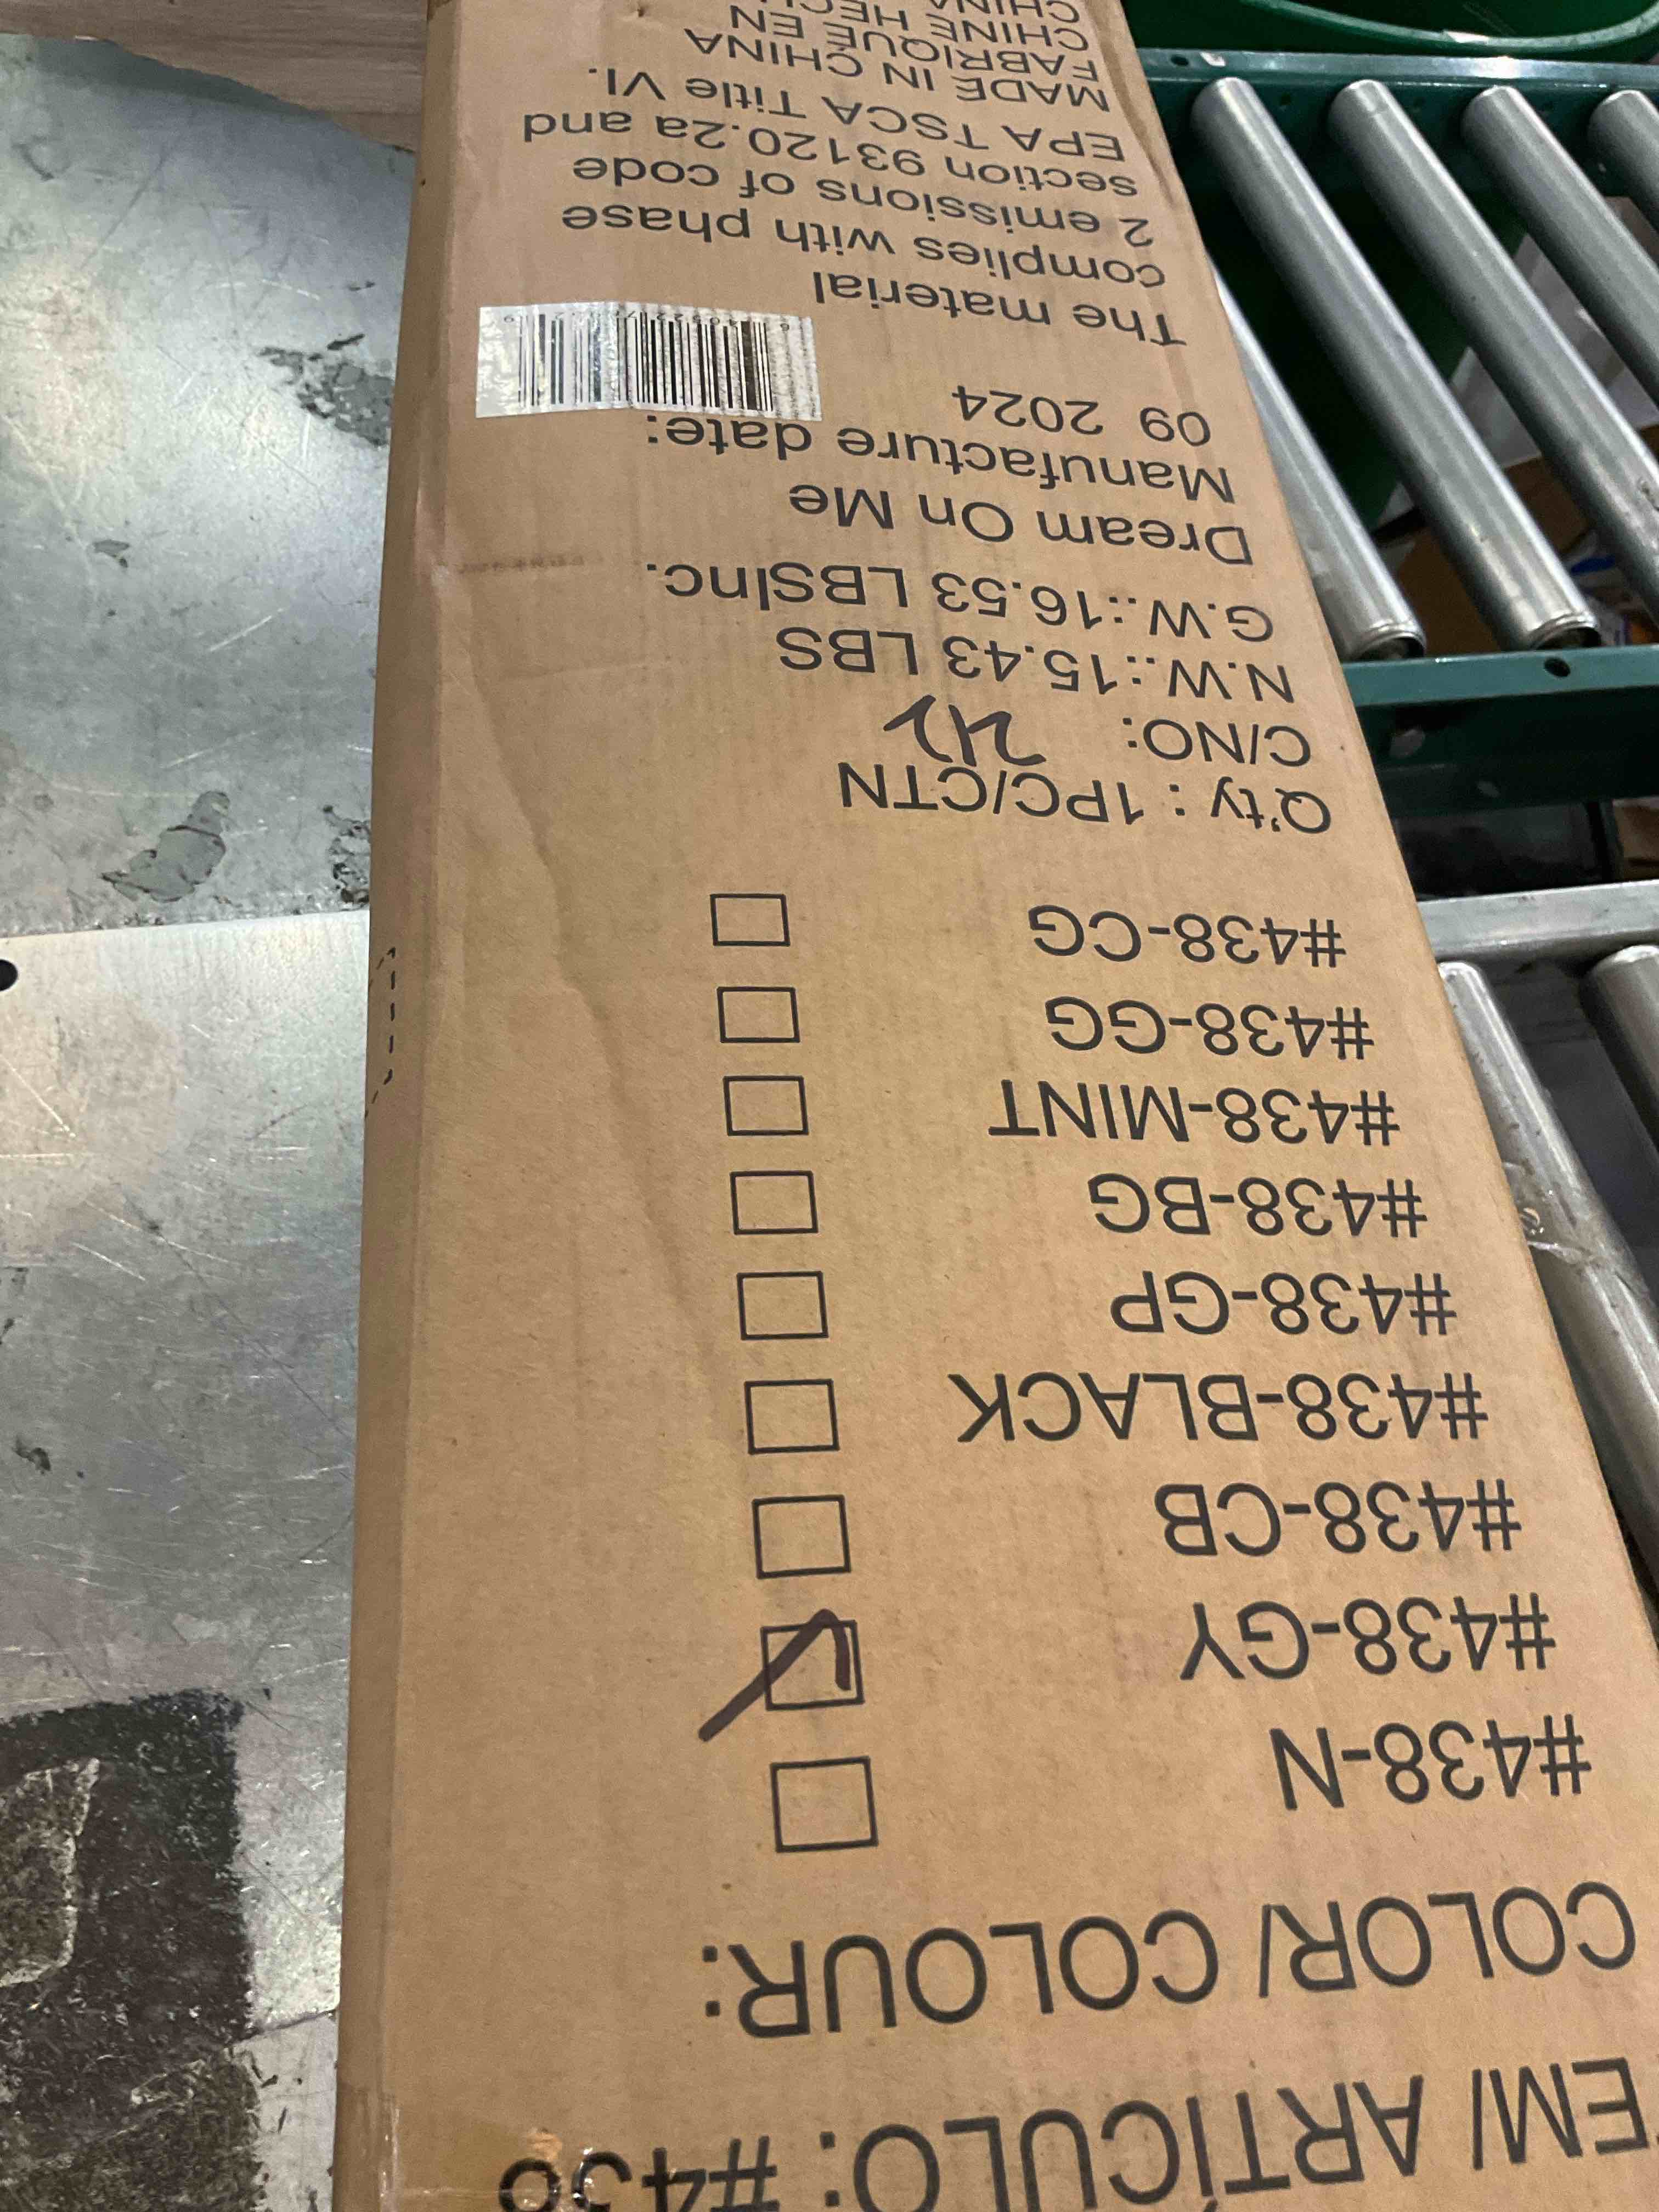 EM/ ARTÍCULO: #438
COLOR/ COLOUR:
#438-N
#438-GY
#438-CB
#438-BLACK
#438-GP
#438-BG
#438-MINT
#438-GG
#438-CG
Q'ty : 1PC/CTN
C/NO:
N.W.::15.43 LBS
G.W.::16.53 LBSInc.
Dream On Me
Manufacture date:
09 2024
The material
complies with phase
2 emissions of code
section 93120.2a and
EPA TSCA Title VI.
MADE IN CHINA
FABRIQUÉ EN
CHINE